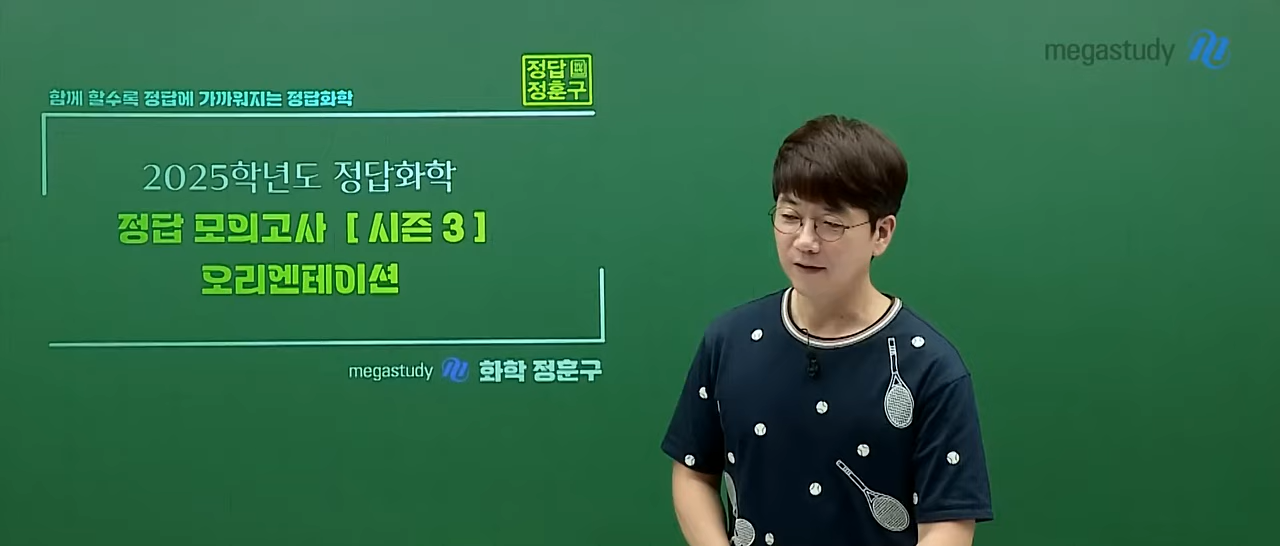 megastudy
정답
정훈구
함께 할수록 정답에 가까워지는 정답화학
2025학년도 정답화학
정답 모의고사 [ 시즌 3 ]
오리엔테이션
megastudy 화학 정훈구